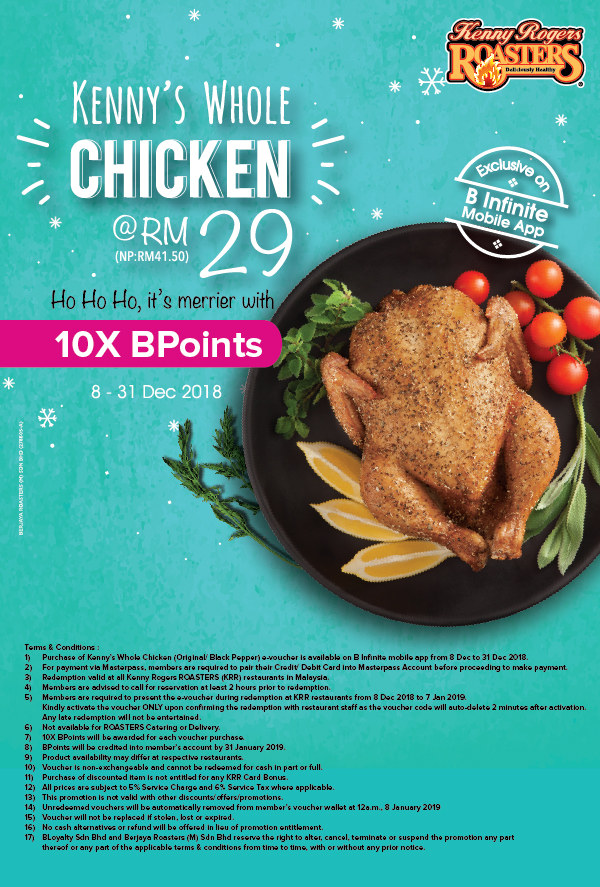 Kenny Rogers
ROASTERS
Deliciously Healthy
KENNY'S WHOLE
CHICKEN
@RM 29
(NP:RM41.50)
Exclusive on
B Infinite
Mobile App
Ho Ho Ho, it's merrier with
10X BPoints
8 - 31 Dec 2018
Terms & Conditions :
1) Purchase of Kenny's Whole Chicken (Original/ Black Pepper) e-voucher is available on B Infinite mobile app from 8 Dec to 31 Dec 2018.
2) For payment via Masterpass, members are required to pair their Credit/ Debit Card into Masterpass Account before proceeding to make payment.
3) Redemption valid at all Kenny Rogers ROASTERS (KRR) restaurants in Malaysia.
4) Members are advised to call for reservation at least 2 hours prior to redemption.
5) Members are required to present the e-voucher during redemption at KRR restaurants from 8 Dec 2018 to 7 Jan 2019.
Kindly activate the voucher ONLY upon confirming the redemption with restaurant staff as the voucher code will auto-delete 2 minutes after activation.
Any late redemption will not be entertained.
6) Not available for ROASTERS Catering or Delivery.
7) 10X BPoints will be awarded for each voucher purchase.
8) BPoints will be credited into member's account by 31 January 2019.
9) Product availability may differ at respective restaurants.
10) Voucher is non-exchangeable and cannot be redeemed for cash in part or full.
11) Purchase of discounted item is not entitled for any KRR Card Bonus.
12) All prices are subject to 5% Service Charge and 6% Service Tax where applicable.
13) This promotion is not valid with other discounts/offers/promotions.
14) Unredeemed vouchers will be automatically removed from member's voucher wallet at 12a.m., 8 January 2019
15) Voucher will not be replaced if stolen, lost or expired.
16) No cash alternatives or refund will be offered in lieu of promotion entitlement.
17) BLoyalty Sdn Bhd and Berjaya Roasters (M) Sdn Bhd reserve the right to alter, cancel, terminate or suspend the promotion any part
thereof or any part of the applicable terms & conditions from time to time, with or without any prior notice.
BERJAYA ROASTERS (M) SDN BHD